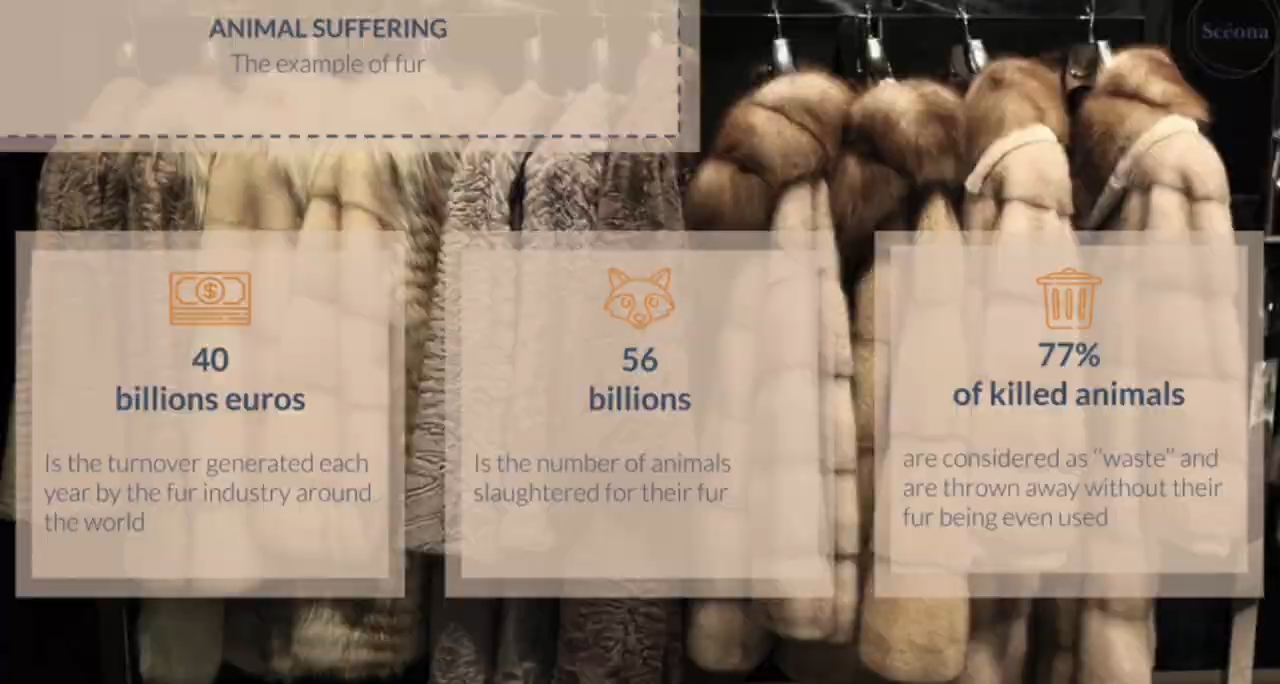 ANIMAL SUFFERING
The example of fur
Scéona
40
billions euros
Is the turnover generated each
year by the fur industry around
the world
56
billions
Is the number of animals
slaughtered for their fur
77%
of killed animals
are considered as "waste" and
are thrown away without their
fur being even used